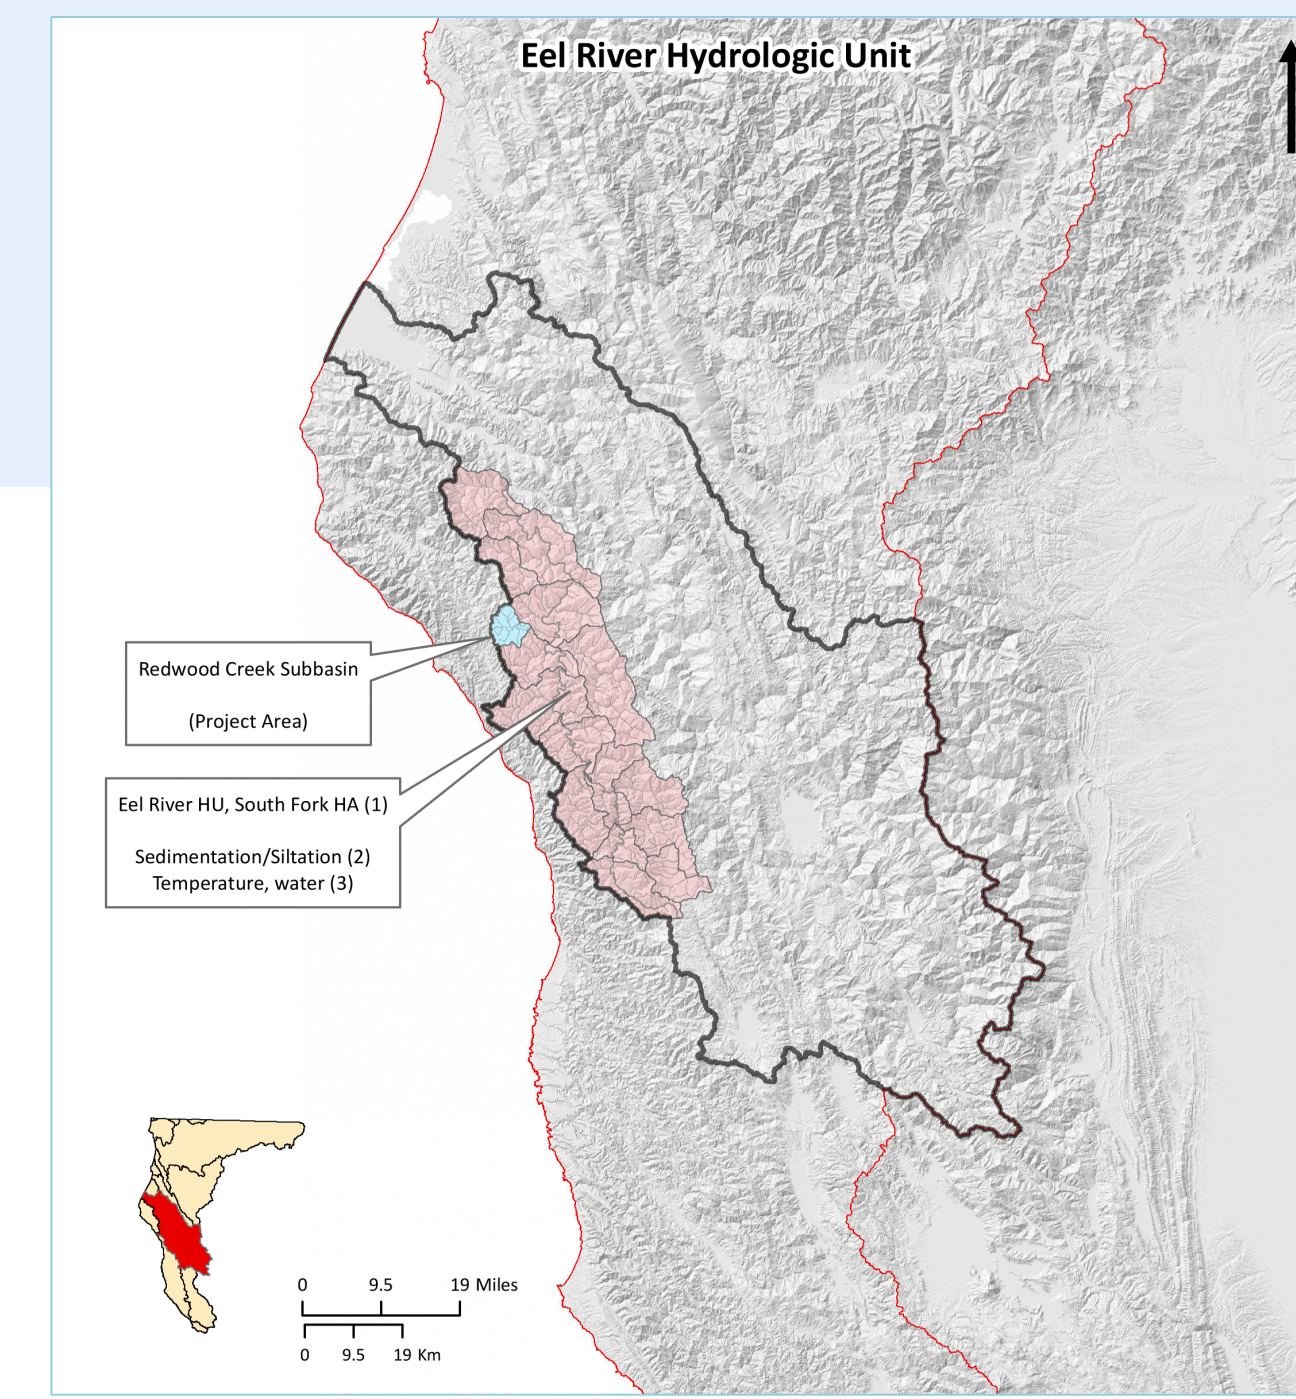 Eel River Hydrologic Unit
Redwood Creek Subbasin
(Project Area)
Eel River HU, South Fork HA (1)
Sedimentation/Siltation (2)
Temperature, water (3)
0 9.5 19 Miles
0 9.5 19 Km